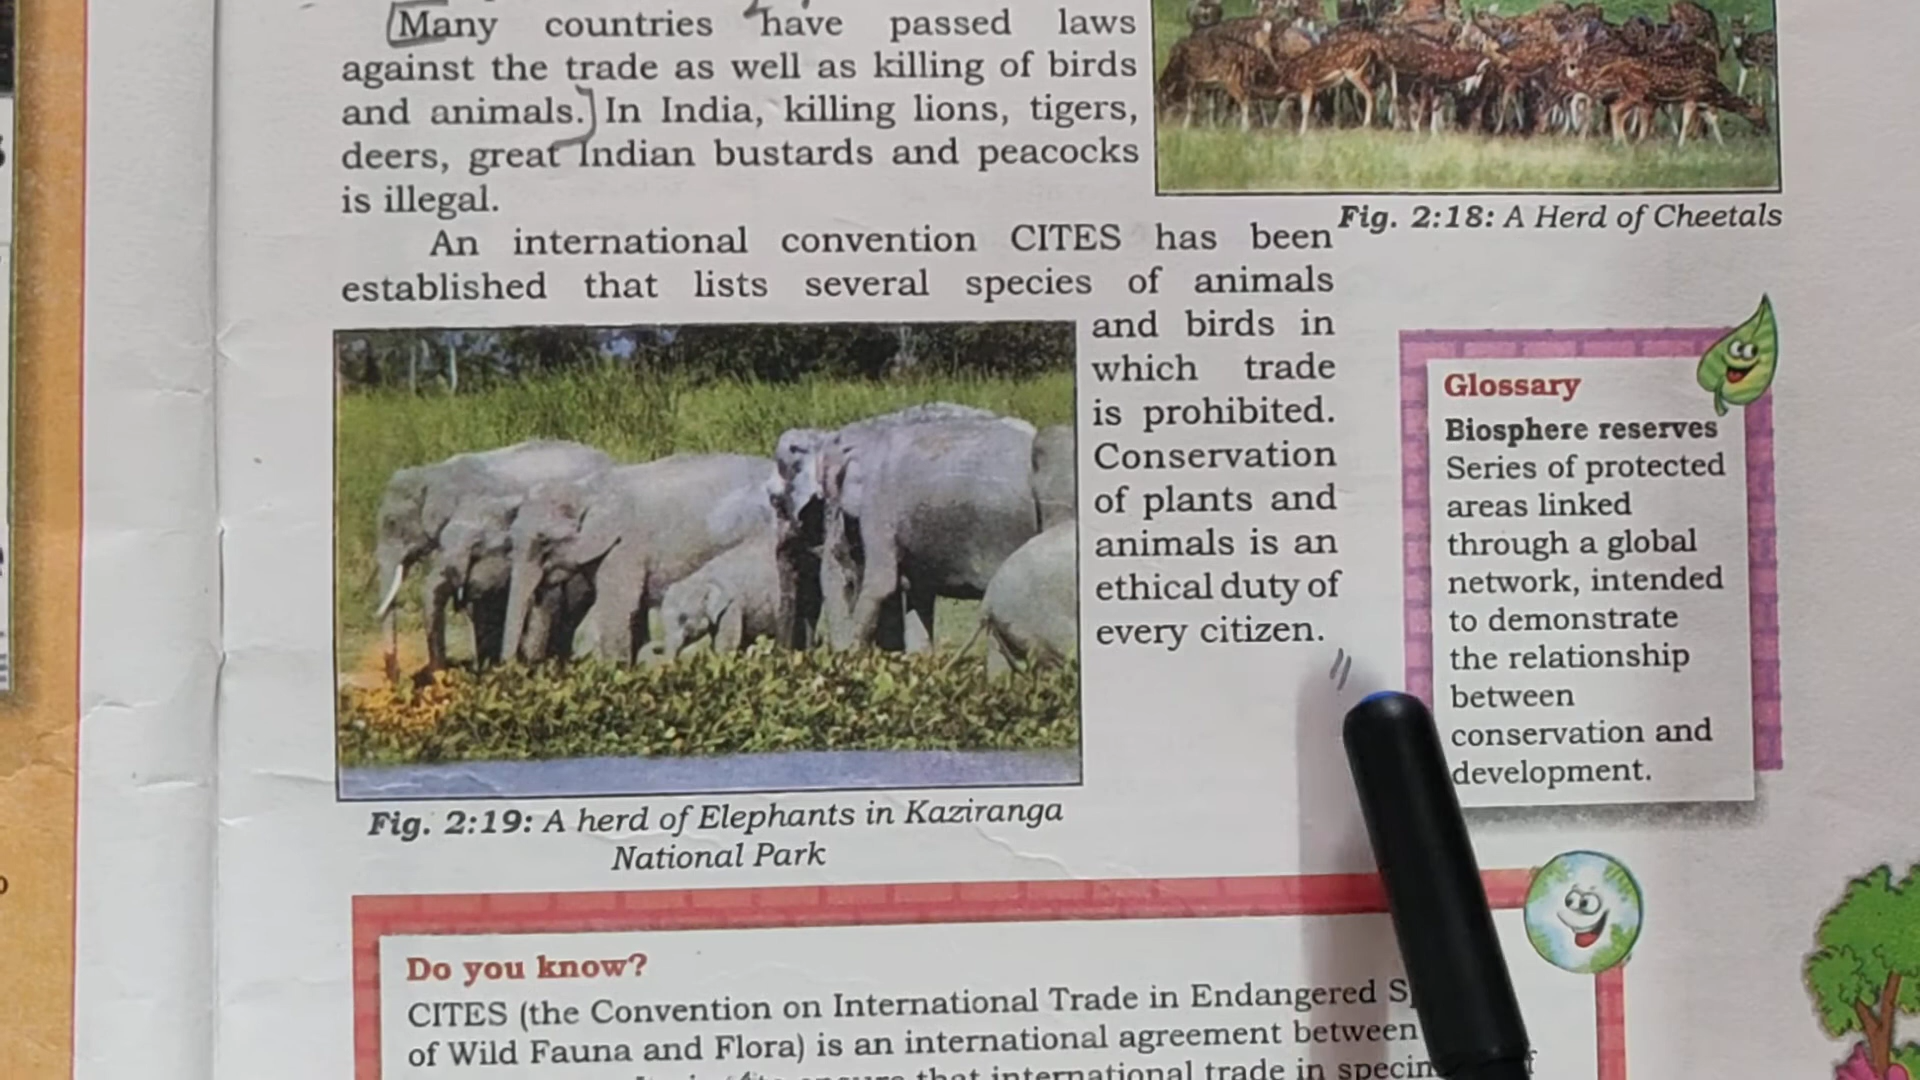 Many countries have passed laws
against the trade as well as killing of birds
and animals. In India, killing lions, tigers,
deers, great Indian bustards and peacocks
is illegal.
Fig. 2:18: A Herd of Cheetals
An international convention CITES has been
established that lists several species of animals
and birds in
which trade
is prohibited.
Conservation
of plants and
animals is an
ethical duty of
every citizen.
Fig. 2:19: A herd of Elephants in Kaziranga
National Park
Glossary
Biosphere reserves
Series of protected
areas linked
through a global
network, intended
to demonstrate
the relationship
between
conservation and
development.
Do you know?
CITES (the Convention on International Trade in Endangered
of Wild Fauna and Flora) is an international agreement between
that international trade in